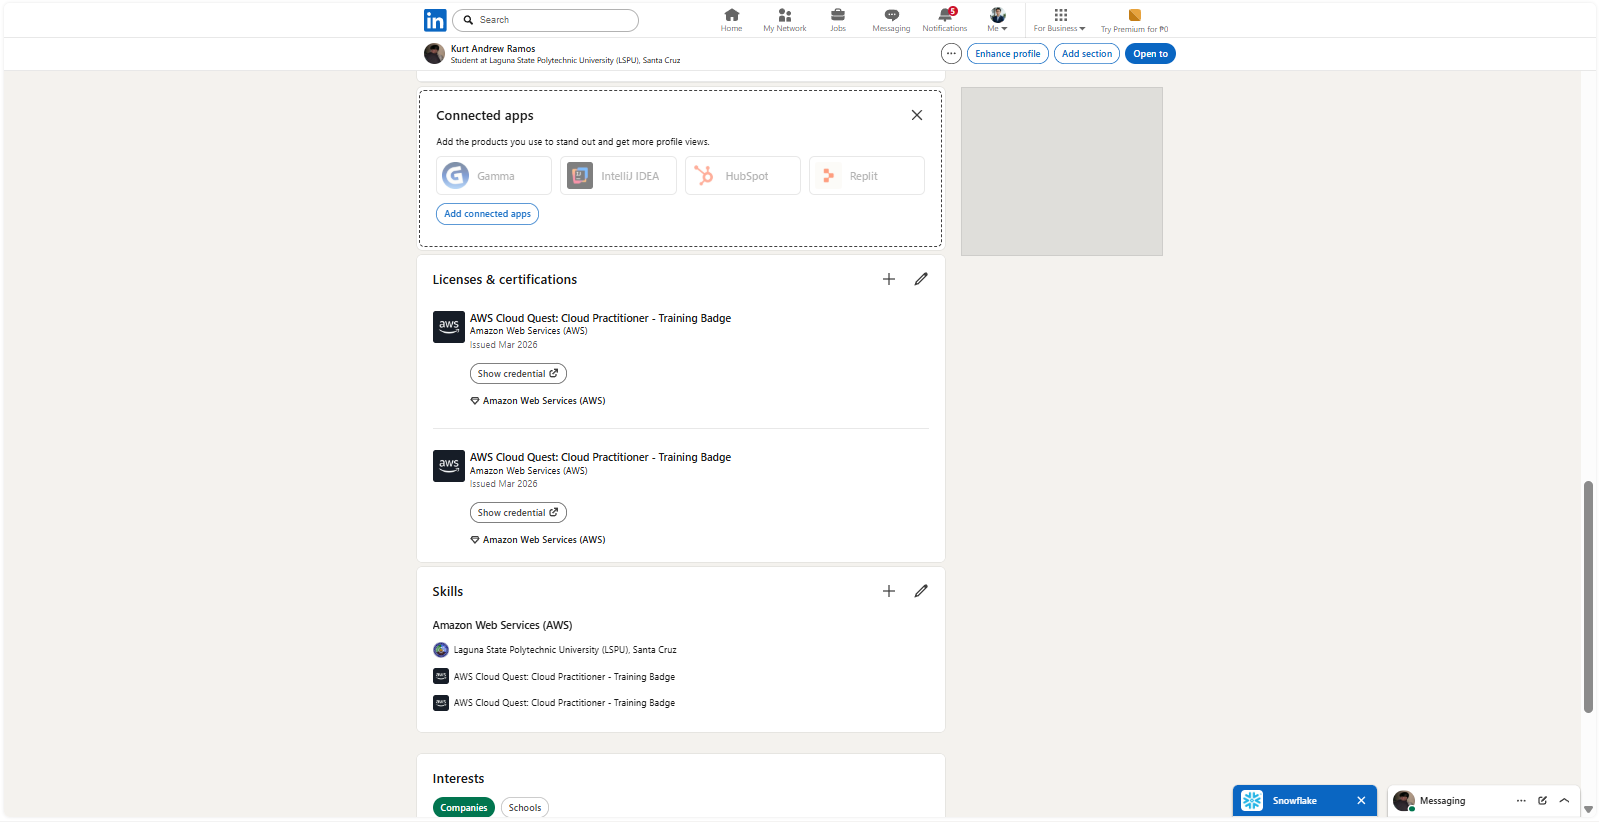 in
Search
Home
My Network
Jobs
Messaging
5
Notifications
Me
For Business
Try Premium for ₱0
Kurt Andrew Ramos
Student at Laguna State Polytechnic University (LSPU), Santa Cruz
Enhance profile
Add section
Open to
Connected apps
Add the products you use to stand out and get more profile views.
Gamma
IntelliJ IDEA
HubSpot
Replit
Add connected apps
Licenses & certifications
aws
AWS Cloud Quest: Cloud Practitioner - Training Badge
Amazon Web Services (AWS)
Issued Mar 2026
Show credential
Amazon Web Services (AWS)
aws
AWS Cloud Quest: Cloud Practitioner - Training Badge
Amazon Web Services (AWS)
Issued Mar 2026
Show credential
Amazon Web Services (AWS)
Skills
Amazon Web Services (AWS)
Laguna State Polytechnic University (LSPU), Santa Cruz
aws
AWS Cloud Quest: Cloud Practitioner - Training Badge
aws
AWS Cloud Quest: Cloud Practitioner - Training Badge
Interests
Companies
Schools
Snowflake
Messaging